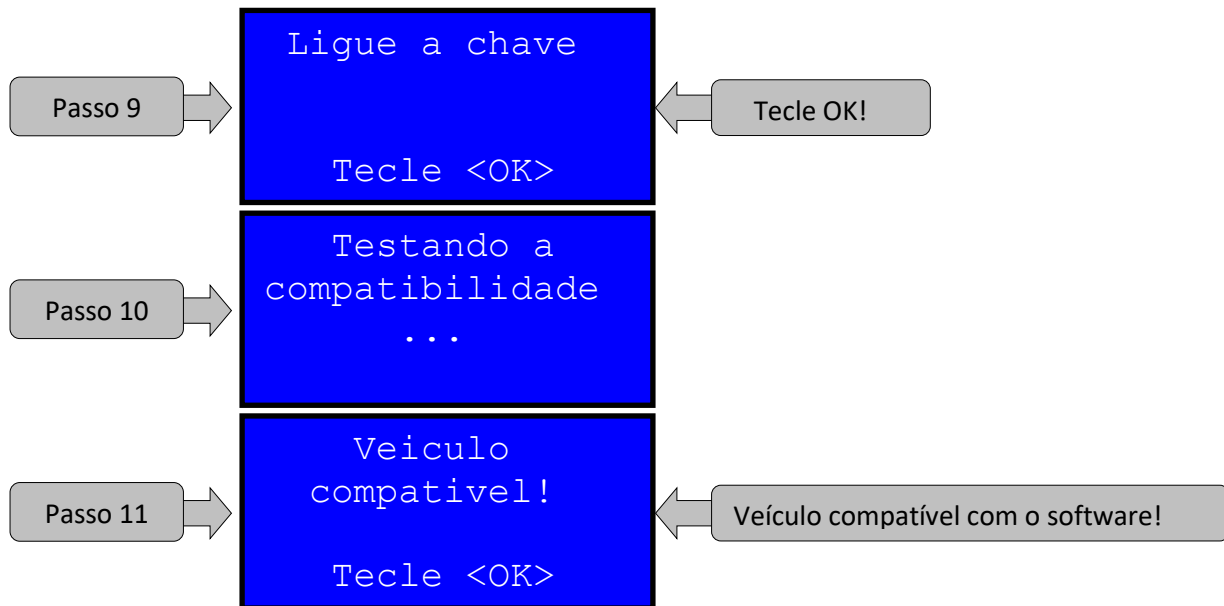 Ligue a chave
Passo 9
Tecle OK!
Tecle <OK>
Testando a
compatibilidade
Passo 10
...
Veiculo
compativel!
Passo 11
Veículo compatível com o software!
Tecle <OK>